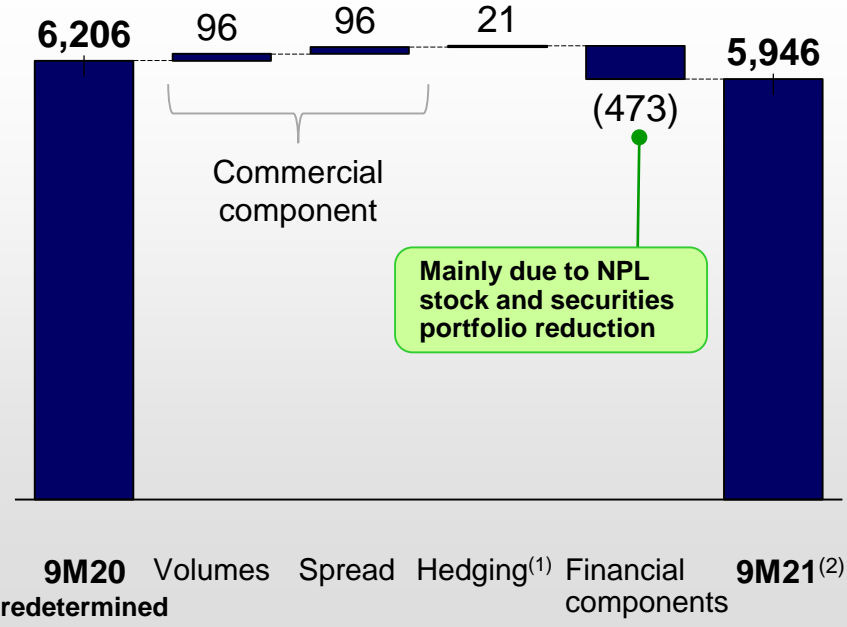 6,206
96
96
21
5,946
(473)
Commercial
component
Mainly due to NPL
stock and securities
portfolio reduction
9M20 Volumes Spread Hedging(1) Financial 9M21(2)
redetermined components